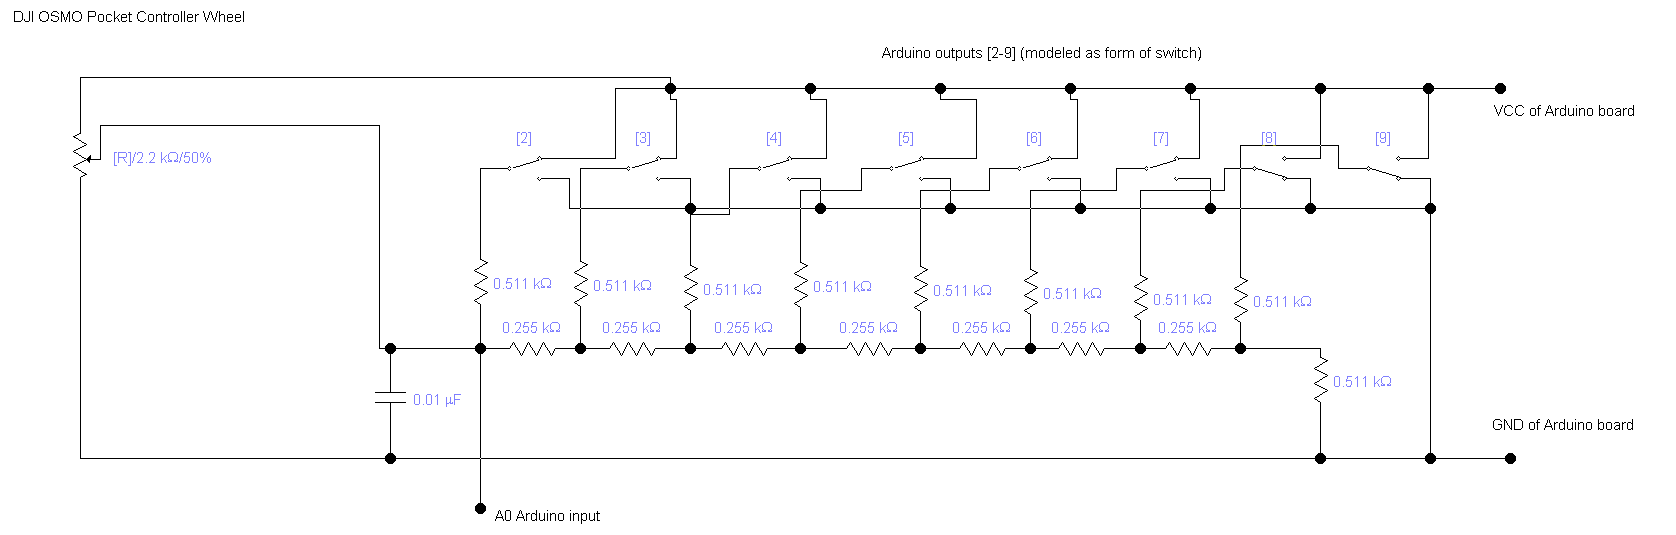 DJI OSMO Pocket Controller Wheel
Arduino outputs [2-9] (modeled as form of switch)
VCC of Arduino board
[2]
[3]
[4]
[5]
[6]
[7]
[8]
[9]
[R]/2.2 kΩ/50%
0.511 kΩ
0.511 kΩ
0.511 kΩ
0.511 kΩ
0.511 kΩ
0.511 kΩ
0.511 kΩ
0.511 kΩ
0.255 kΩ
0.255 kΩ
0.255 kΩ
0.255 kΩ
0.255 kΩ
0.255 kΩ
0.255 kΩ
0.511 kΩ
0.01 µF
GND of Arduino board
A0 Arduino input